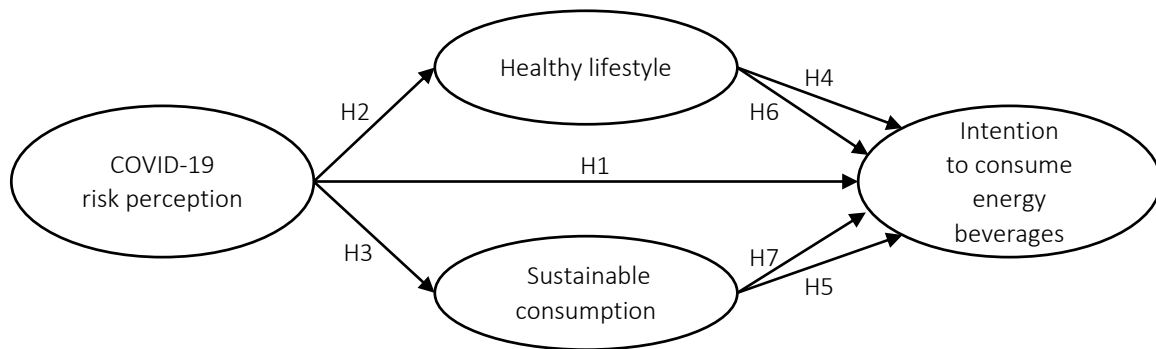 Healthy lifestyle
H4
H2
H6
COVID-19
risk perception
H1
Intention
to consume
energy
beverages
H3
H7
H5
Sustainable
consumption